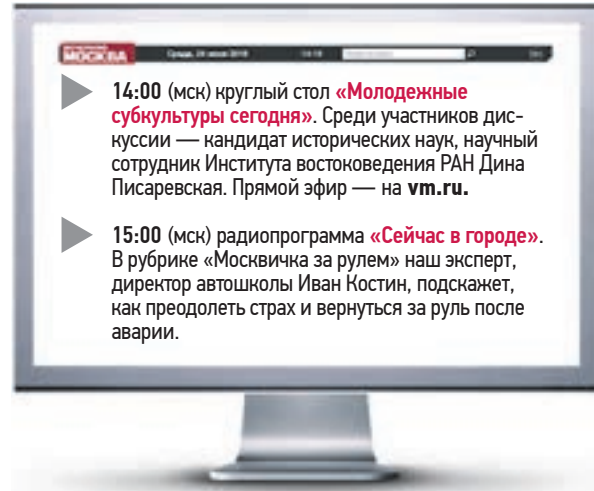 МОСКВА
14:00 (мск) круглый стол «Молодежные
субкультуры сегодня». Среди участников дис-
куссии — кандидат исторических наук, научный
сотрудник Института востоковедения РАН Дина
Писаревская. Прямой эфир — на vm.ru.
15:00 (мск) радиопрограмма «Сейчас в городе».
В рубрике «Москвичка за рулем» наш эксперт,
директор автошколы Иван Костин, подскажет,
как преодолеть страх и вернуться за руль после
аварии.